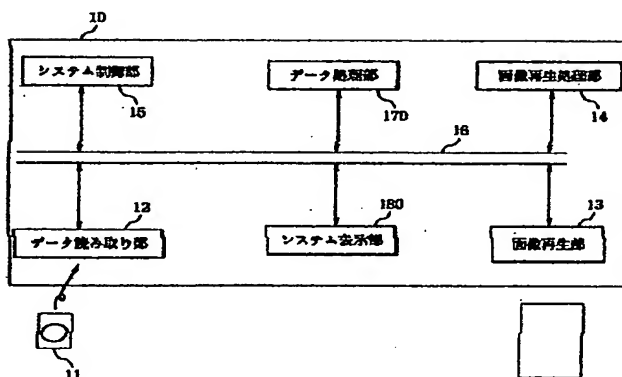 10
システム制御部
データ処理部
画像再生処理部
15
170
14
16
12
180
13
データ読み取り部
システム表示部
画像再生部
11